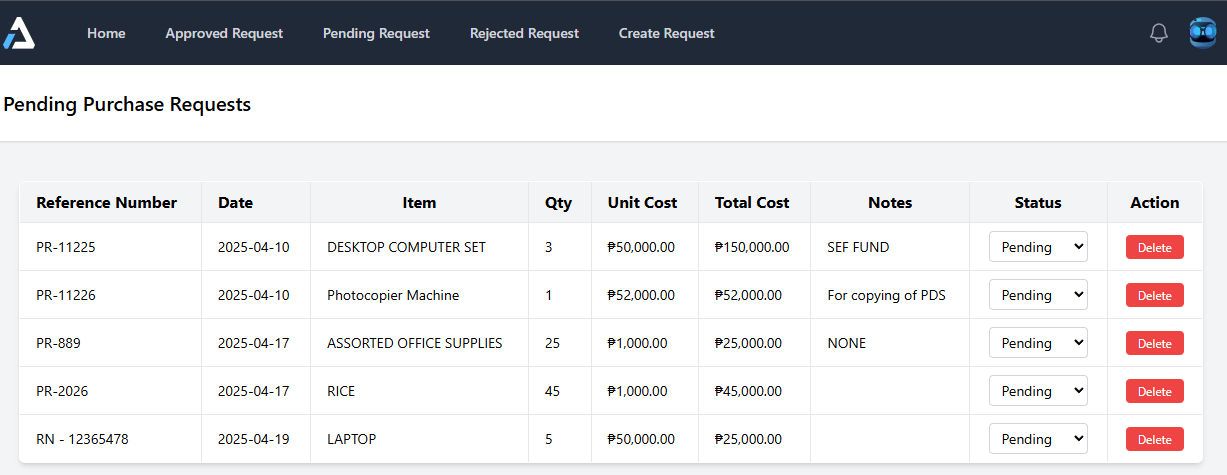 Home Approved Request Pending Request Rejected Request Create Request
Pending Purchase Requests
Reference Number Date Item Qty Unit Cost Total Cost Notes Status Action
PR-11225 2025-04-10 DESKTOP COMPUTER SET 3 ₱50,000.00 ₱150,000.00 SEF FUND Pending Delete
PR-11226 2025-04-10 Photocopier Machine 1 ₱52,000.00 ₱52,000.00 For copying of PDS Pending Delete
PR-889 2025-04-17 ASSORTED OFFICE SUPPLIES 25 ₱1,000.00 ₱25,000.00 NONE Pending Delete
PR-2026 2025-04-17 RICE 45 ₱1,000.00 ₱45,000.00 Pending Delete
RN - 12365478 2025-04-19 LAPTOP 5 ₱50,000.00 ₱25,000.00 Pending Delete